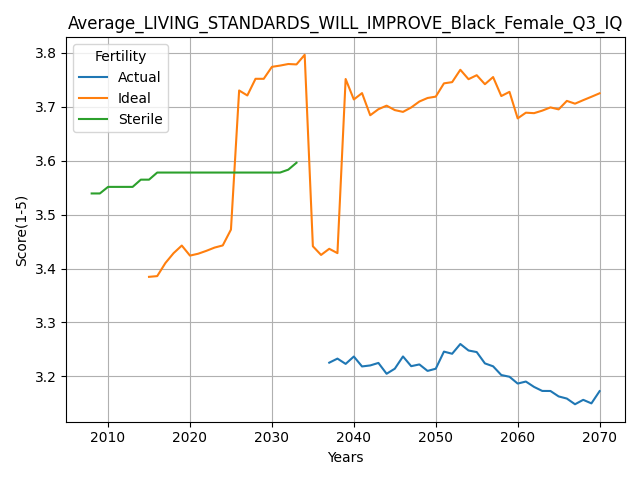 Average_LIVING_STANDARDS_WILL_IMPROVE_Black_Female_Q3_IQ
Fertility
Actual
Ideal
Sterile
Score(1-5)
3.8
3.7
3.6
3.5
3.4
3.3
3.2
2010 2020 2030 2040 2050 2060 2070
Years